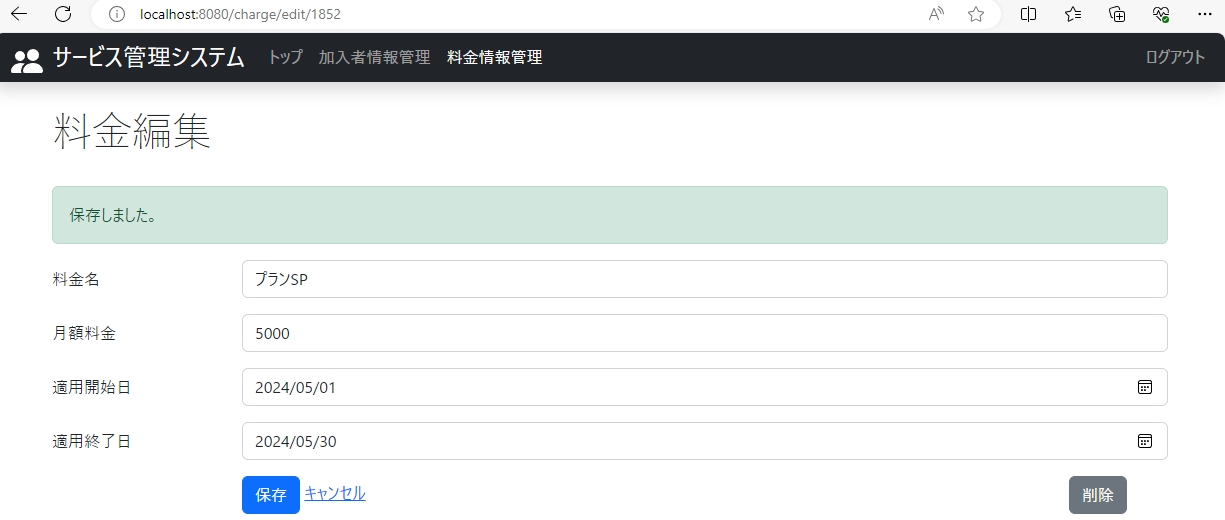 localhost:8080/charge/edit/1852
サービス管理システム トップ 加入者情報管理 料金情報管理 ログアウト
料金編集
保存しました。
料金名 プランSP
月額料金 5000
適用開始日 2024/05/01
適用終了日 2024/05/30
保存 キャンセル 削除